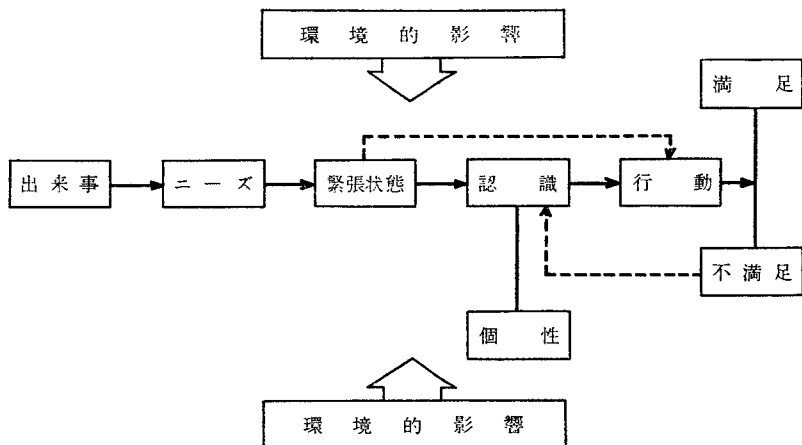 環境的影響
満足
出来事
ニーズ
緊張状態
認識
行動
不満足
個性
環境的影響